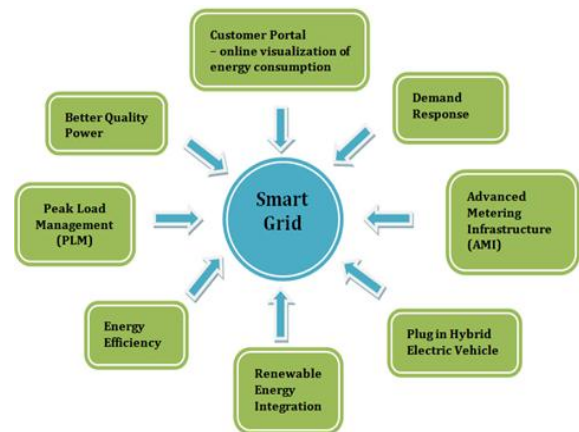 Customer Portal
– online visualization of
energy consumption
Demand
Response
Better Quality
Power
Smart
Grid
Peak Load
Management
(PLM)
Advanced
Metering
Infrastructure
(AMI)
Energy
Efficiency
Plug in Hybrid
Electric Vehicle
Renewable
Energy
Integration